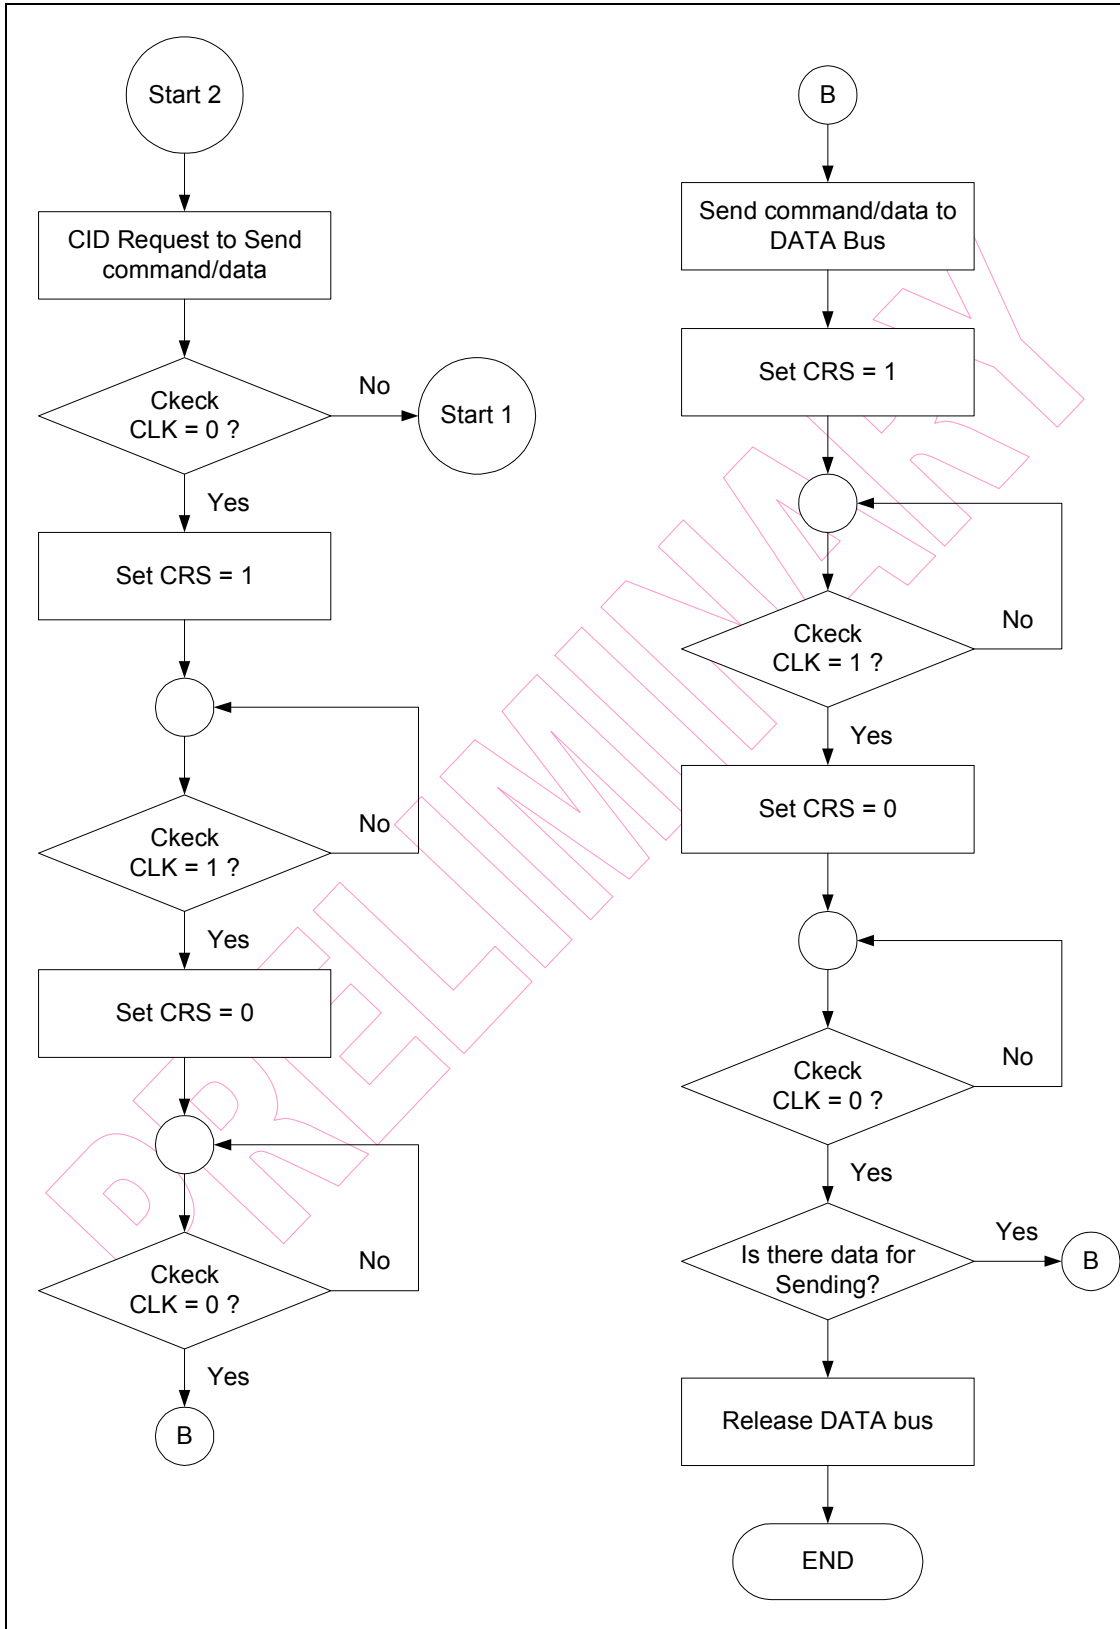 Start 2
CID Request to Send
command/data
Ckeck
CLK = 0 ?
No
Start 1
Yes
Set CRS = 1
Ckeck
CLK = 1 ?
No
Yes
Set CRS = 0
Ckeck
CLK = 0 ?
No
Yes
B
B
Send command/data to
DATA Bus
Set CRS = 1
Ckeck
CLK = 1 ?
No
Yes
Set CRS = 0
Ckeck
CLK = 0 ?
No
Yes
Is there data for
Sending?
Yes
B
Release DATA bus
END
PRELIMINARY